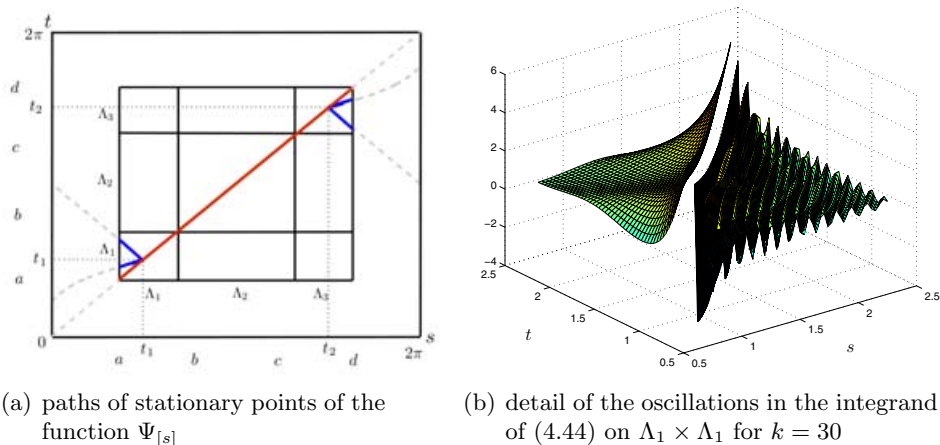 t
2π
d
t₂
c
b
t₁
a
0
Λ₃
Λ₂
Λ₁
Λ₁ Λ₂ Λ₃
s
a t₁ b c t₂ d 2π
6
4
2
0
−2
−4
2.5
2
1.5
1
0.5
t
0.5
1
1.5
2
2.5
s
(a) paths of stationary points of the
function Ψ[s]
(b) detail of the oscillations in the integrand
of (4.44) on Λ₁ × Λ₁ for k = 30